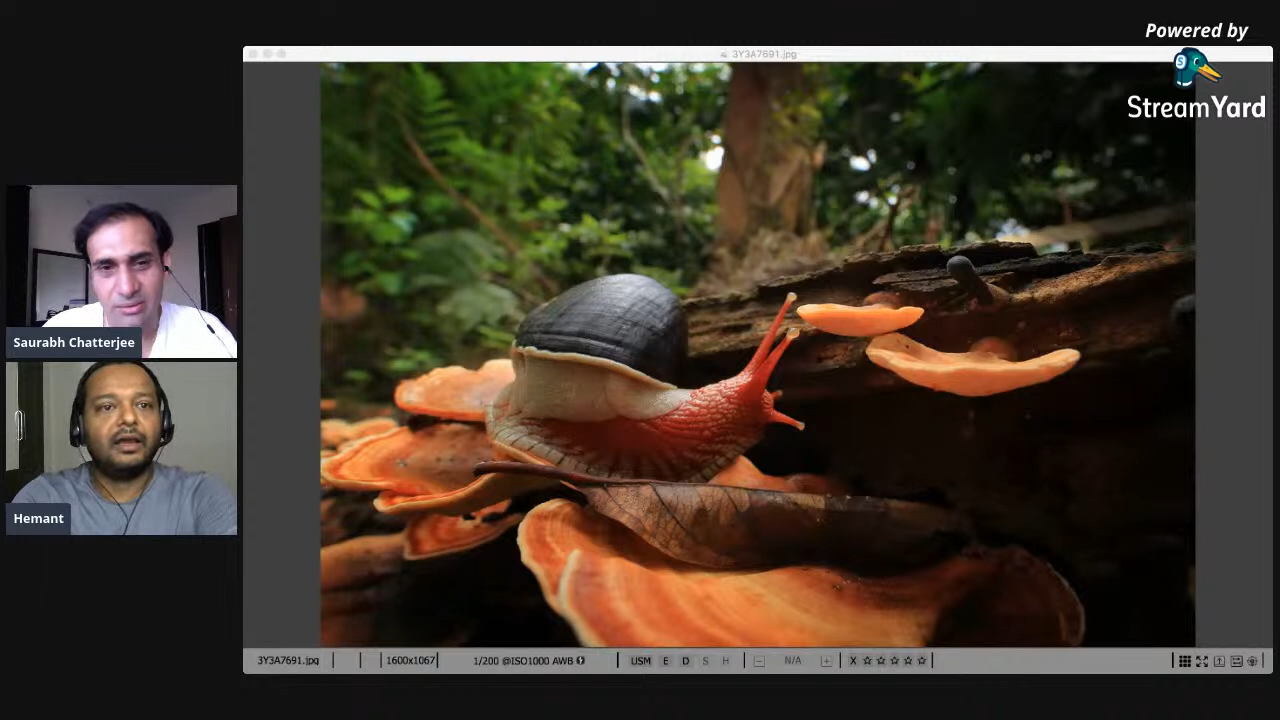 Powered by
StreamYard
3Y3A7691.jpg
Saurabh Chatterjee
Hemant
3Y3A7691.jpg 1600x1067 1/200 @ISO1000 AWB USM E D S H N/A X